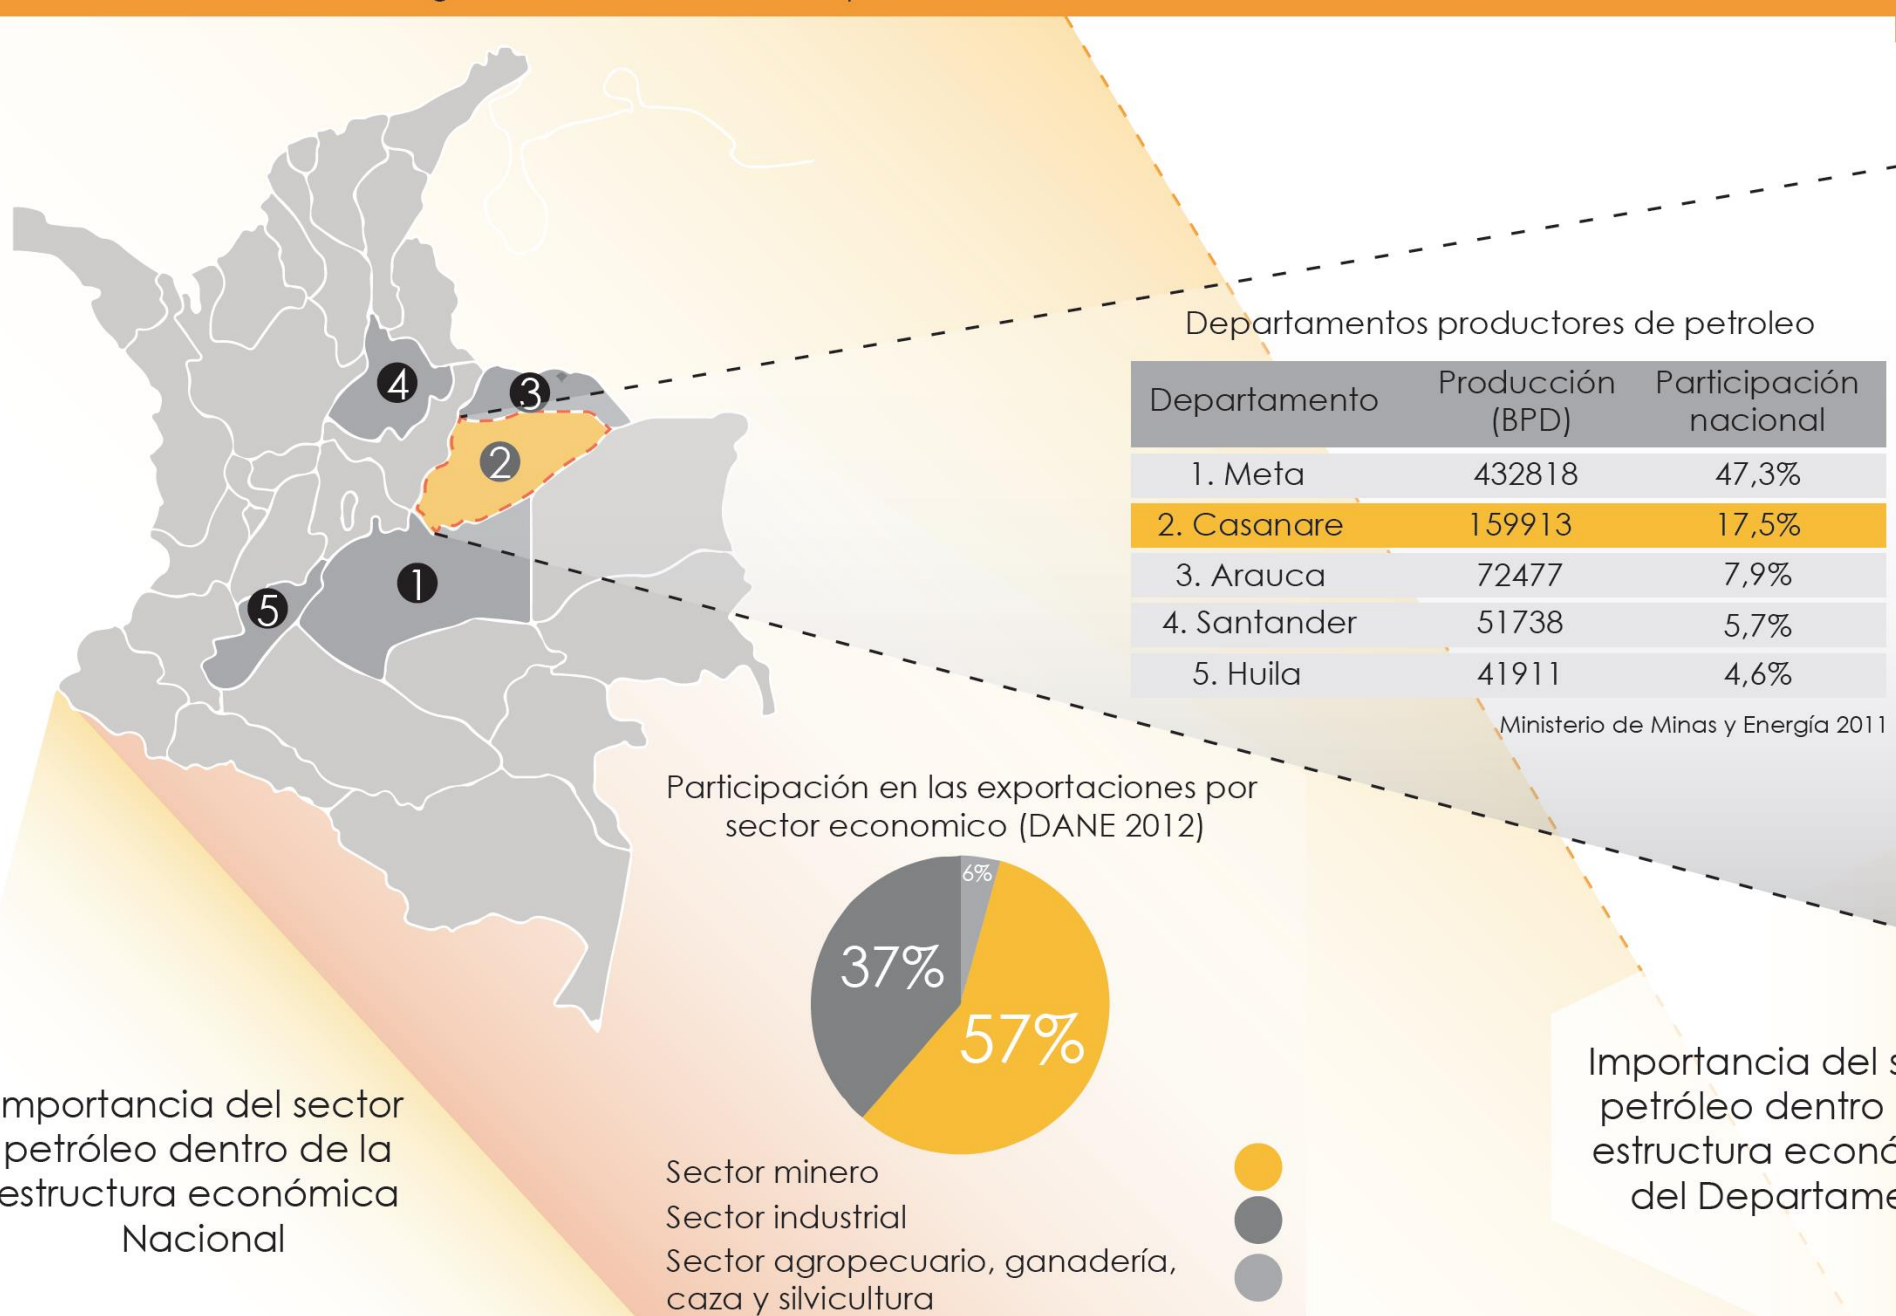 4
3
2
1
5
Departamentos productores de petroleo
Departamento Producción (BPD) Participación nacional
1. Meta 432818 47,3%
2. Casanare 159913 17,5%
3. Arauca 72477 7,9%
4. Santander 51738 5,7%
5. Huila 41911 4,6%
Ministerio de Minas y Energía 2011
Participación en las exportaciones por
sector economico (DANE 2012)
6%
37%
57%
Sector minero
Sector industrial
Sector agropecuario, ganadería,
caza y silvicultura
mportancia del sector
petróleo dentro de la
estructura económica
Nacional
Importancia del s
petróleo dentro
estructura econó
del Departame